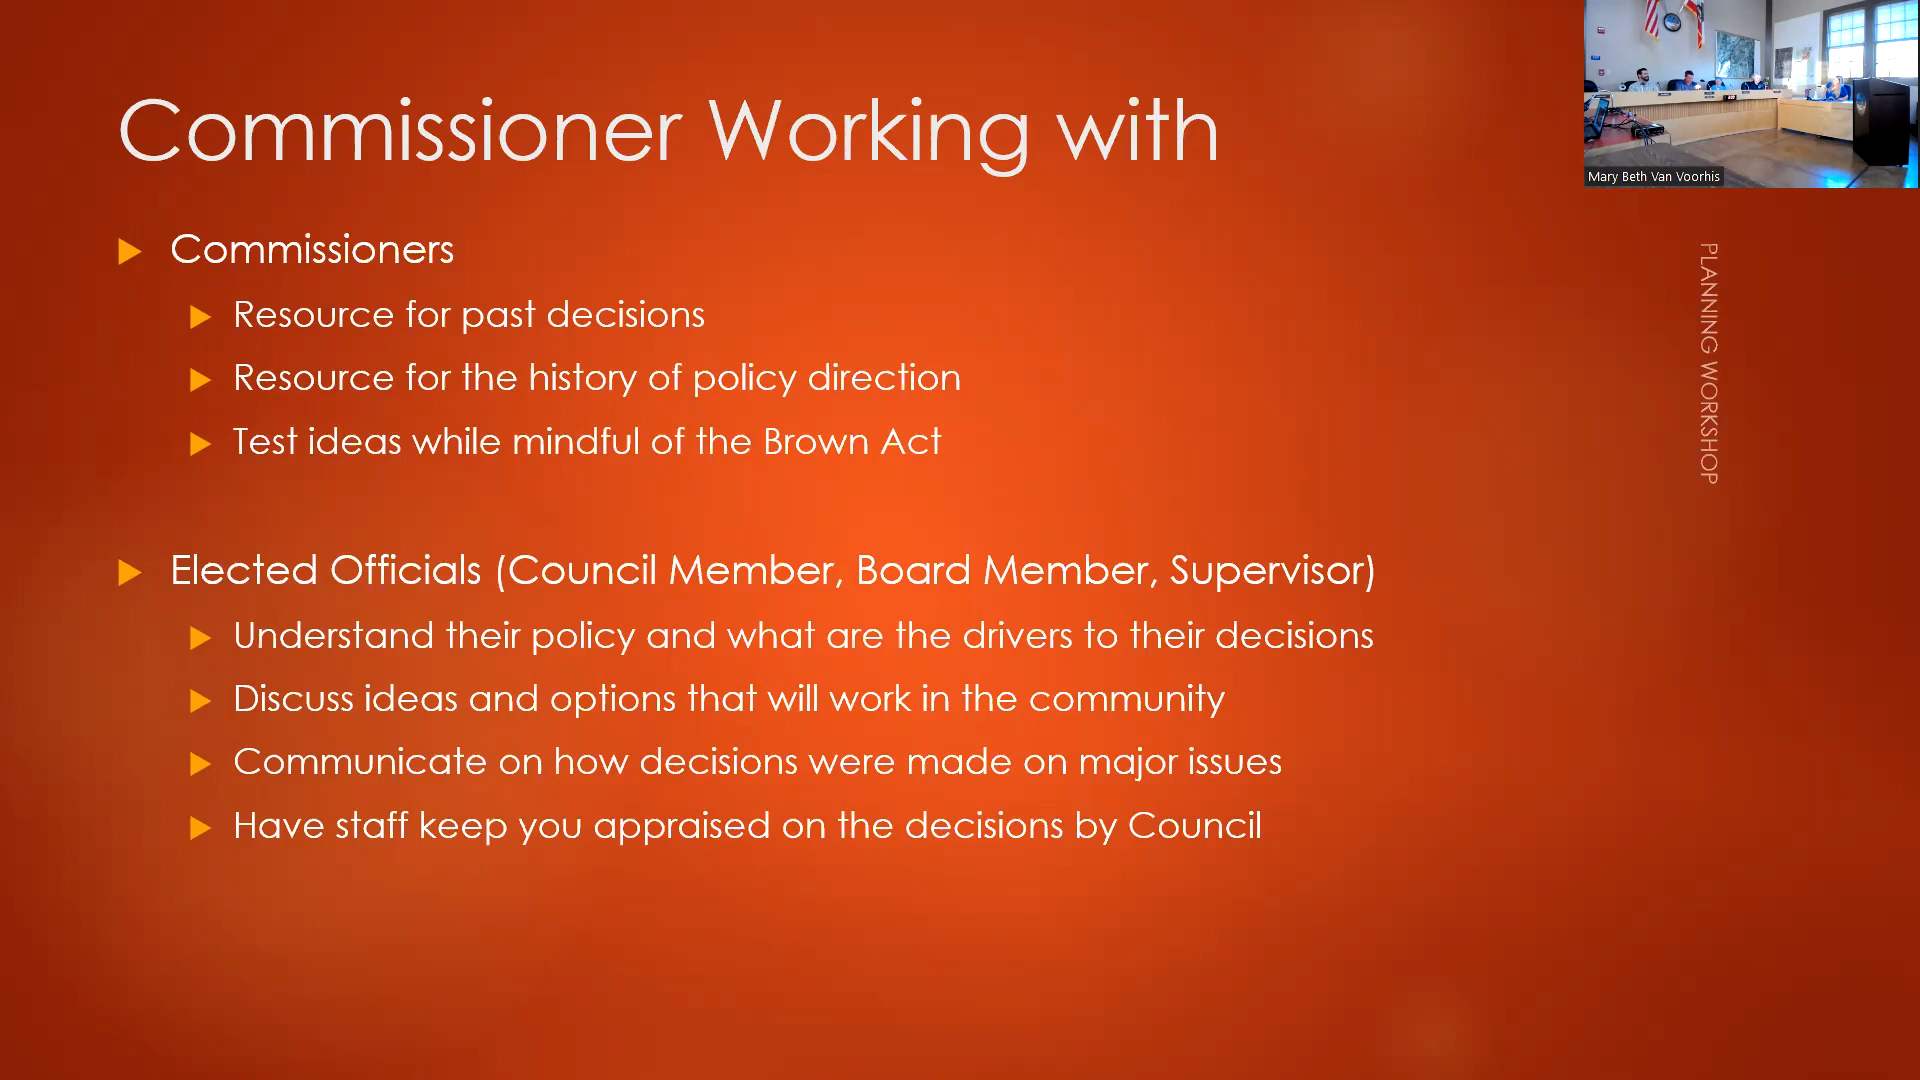 Commissioner Working with
Commissioners
Resource for past decisions
Resource for the history of policy direction
Test ideas while mindful of the Brown Act
Elected Officials (Council Member, Board Member, Supervisor)
Understand their policy and what are the drivers to their decisions
Discuss ideas and options that will work in the community
Communicate on how decisions were made on major issues
Have staff keep you appraised on the decisions by Council
Mary Beth Van Voorhis
PLANNING WORKSHOP